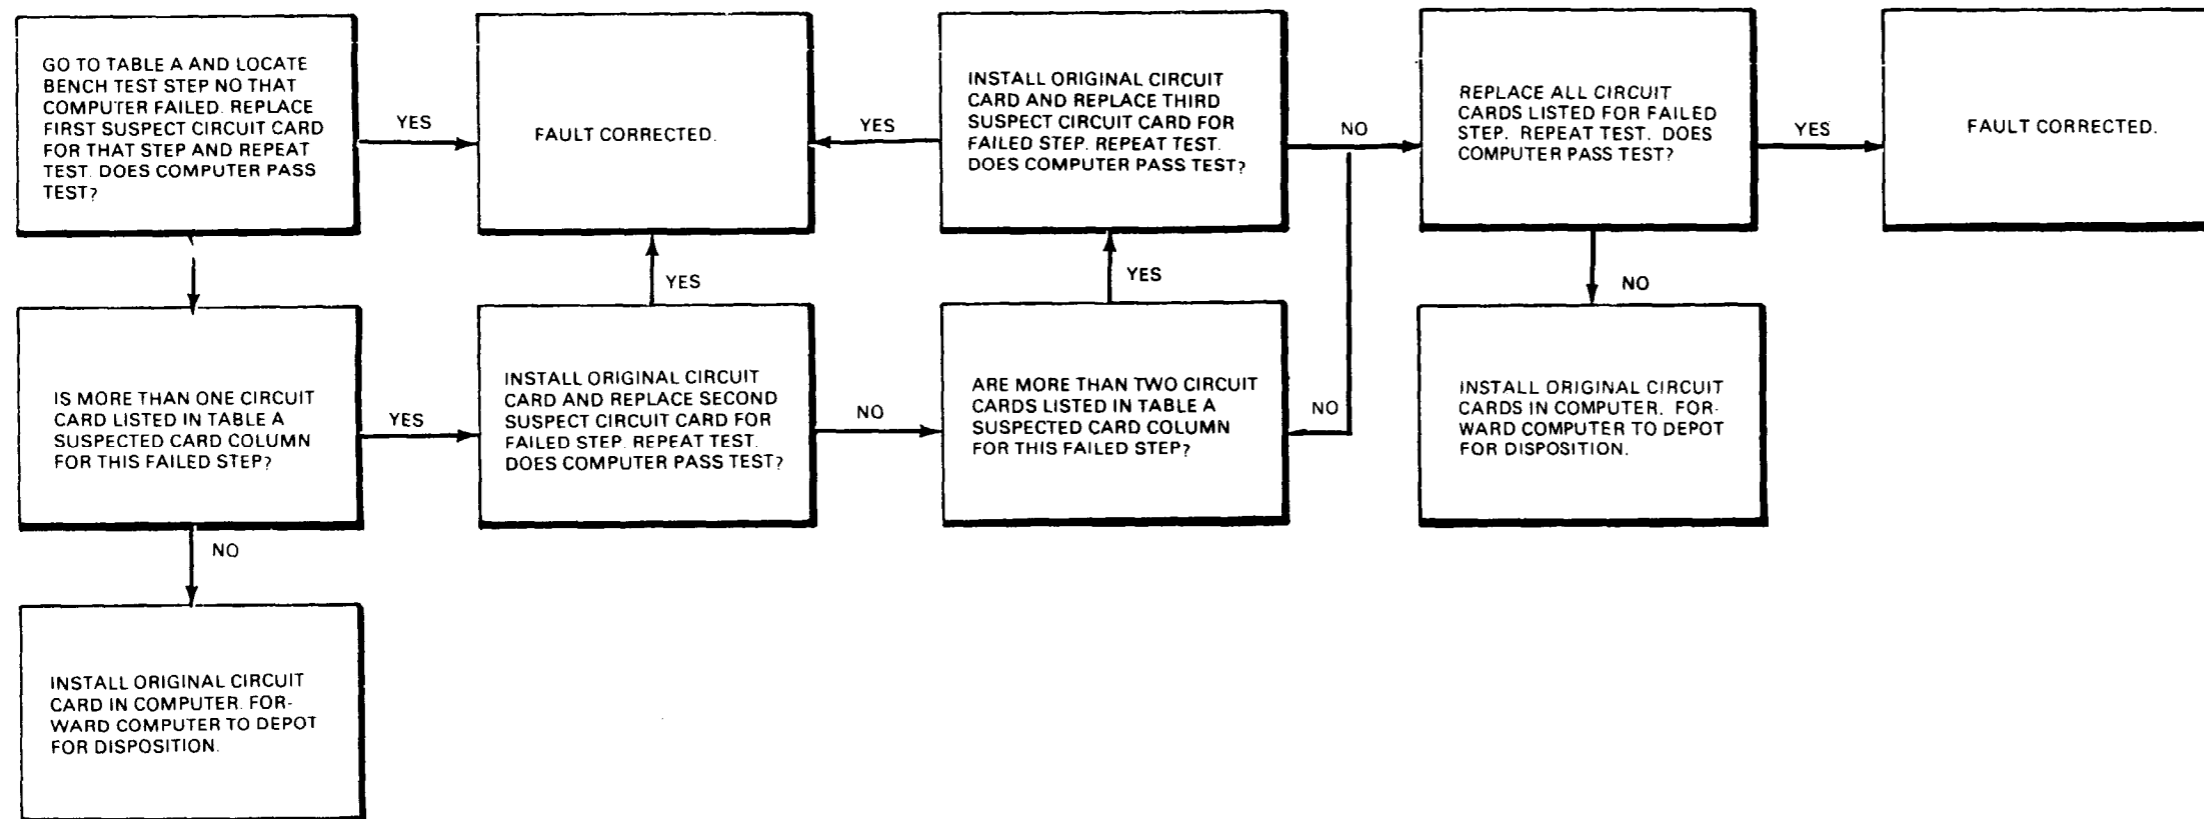 GO TO TABLE A AND LOCATE
BENCH TEST STEP NO THAT
COMPUTER FAILED. REPLACE
FIRST SUSPECT CIRCUIT CARD
FOR THAT STEP AND REPEAT
TEST. DOES COMPUTER PASS
TEST?
YES
FAULT CORRECTED.
YES
INSTALL ORIGINAL CIRCUIT
CARD AND REPLACE THIRD
SUSPECT CIRCUIT CARD FOR
FAILED STEP. REPEAT TEST.
DOES COMPUTER PASS TEST?
NO
REPLACE ALL CIRCUIT
CARDS LISTED FOR FAILED
STEP. REPEAT TEST. DOES
COMPUTER PASS TEST?
YES
FAULT CORRECTED.
YES
YES
NO
IS MORE THAN ONE CIRCUIT
CARD LISTED IN TABLE A
SUSPECTED CARD COLUMN
FOR THIS FAILED STEP?
YES
INSTALL ORIGINAL CIRCUIT
CARD AND REPLACE SECOND
SUSPECT CIRCUIT CARD FOR
FAILED STEP. REPEAT TEST.
DOES COMPUTER PASS TEST?
NO
ARE MORE THAN TWO CIRCUIT
CARDS LISTED IN TABLE A
SUSPECTED CARD COLUMN
FOR THIS FAILED STEP?
NO
INSTALL ORIGINAL CIRCUIT
CARDS IN COMPUTER. FOR-
WARD COMPUTER TO DEPOT
FOR DISPOSITION.
NO
INSTALL ORIGINAL CIRCUIT
CARD IN COMPUTER. FOR-
WARD COMPUTER TO DEPOT
FOR DISPOSITION.